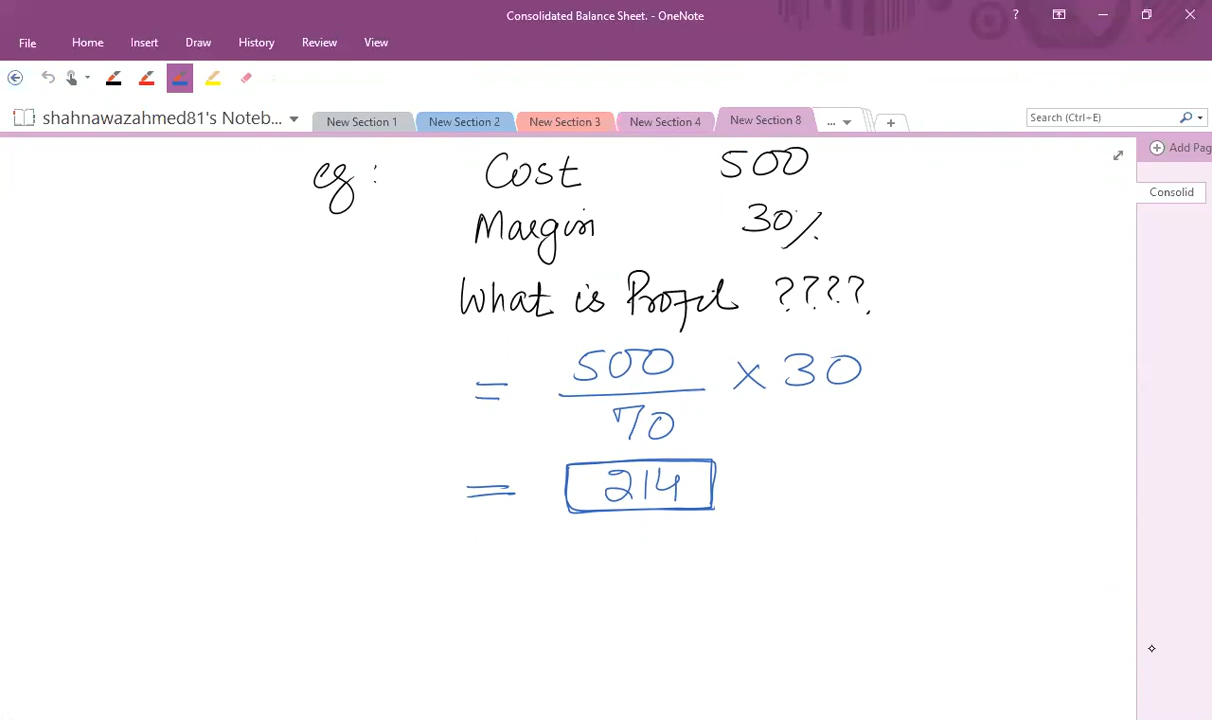 Consolidated Balance Sheet. - OneNote
?
File Home Insert Draw History Review View
shahnawazahmed81's Noteb... New Section 1 New Section 2 New Section 3 New Section 4 New Section 8 ... Search (Ctrl+E)
Add Pag
Consolid
eg : Cost 500
Margin 30%
What is Profit ????.
= 500
70
× 30
= 214